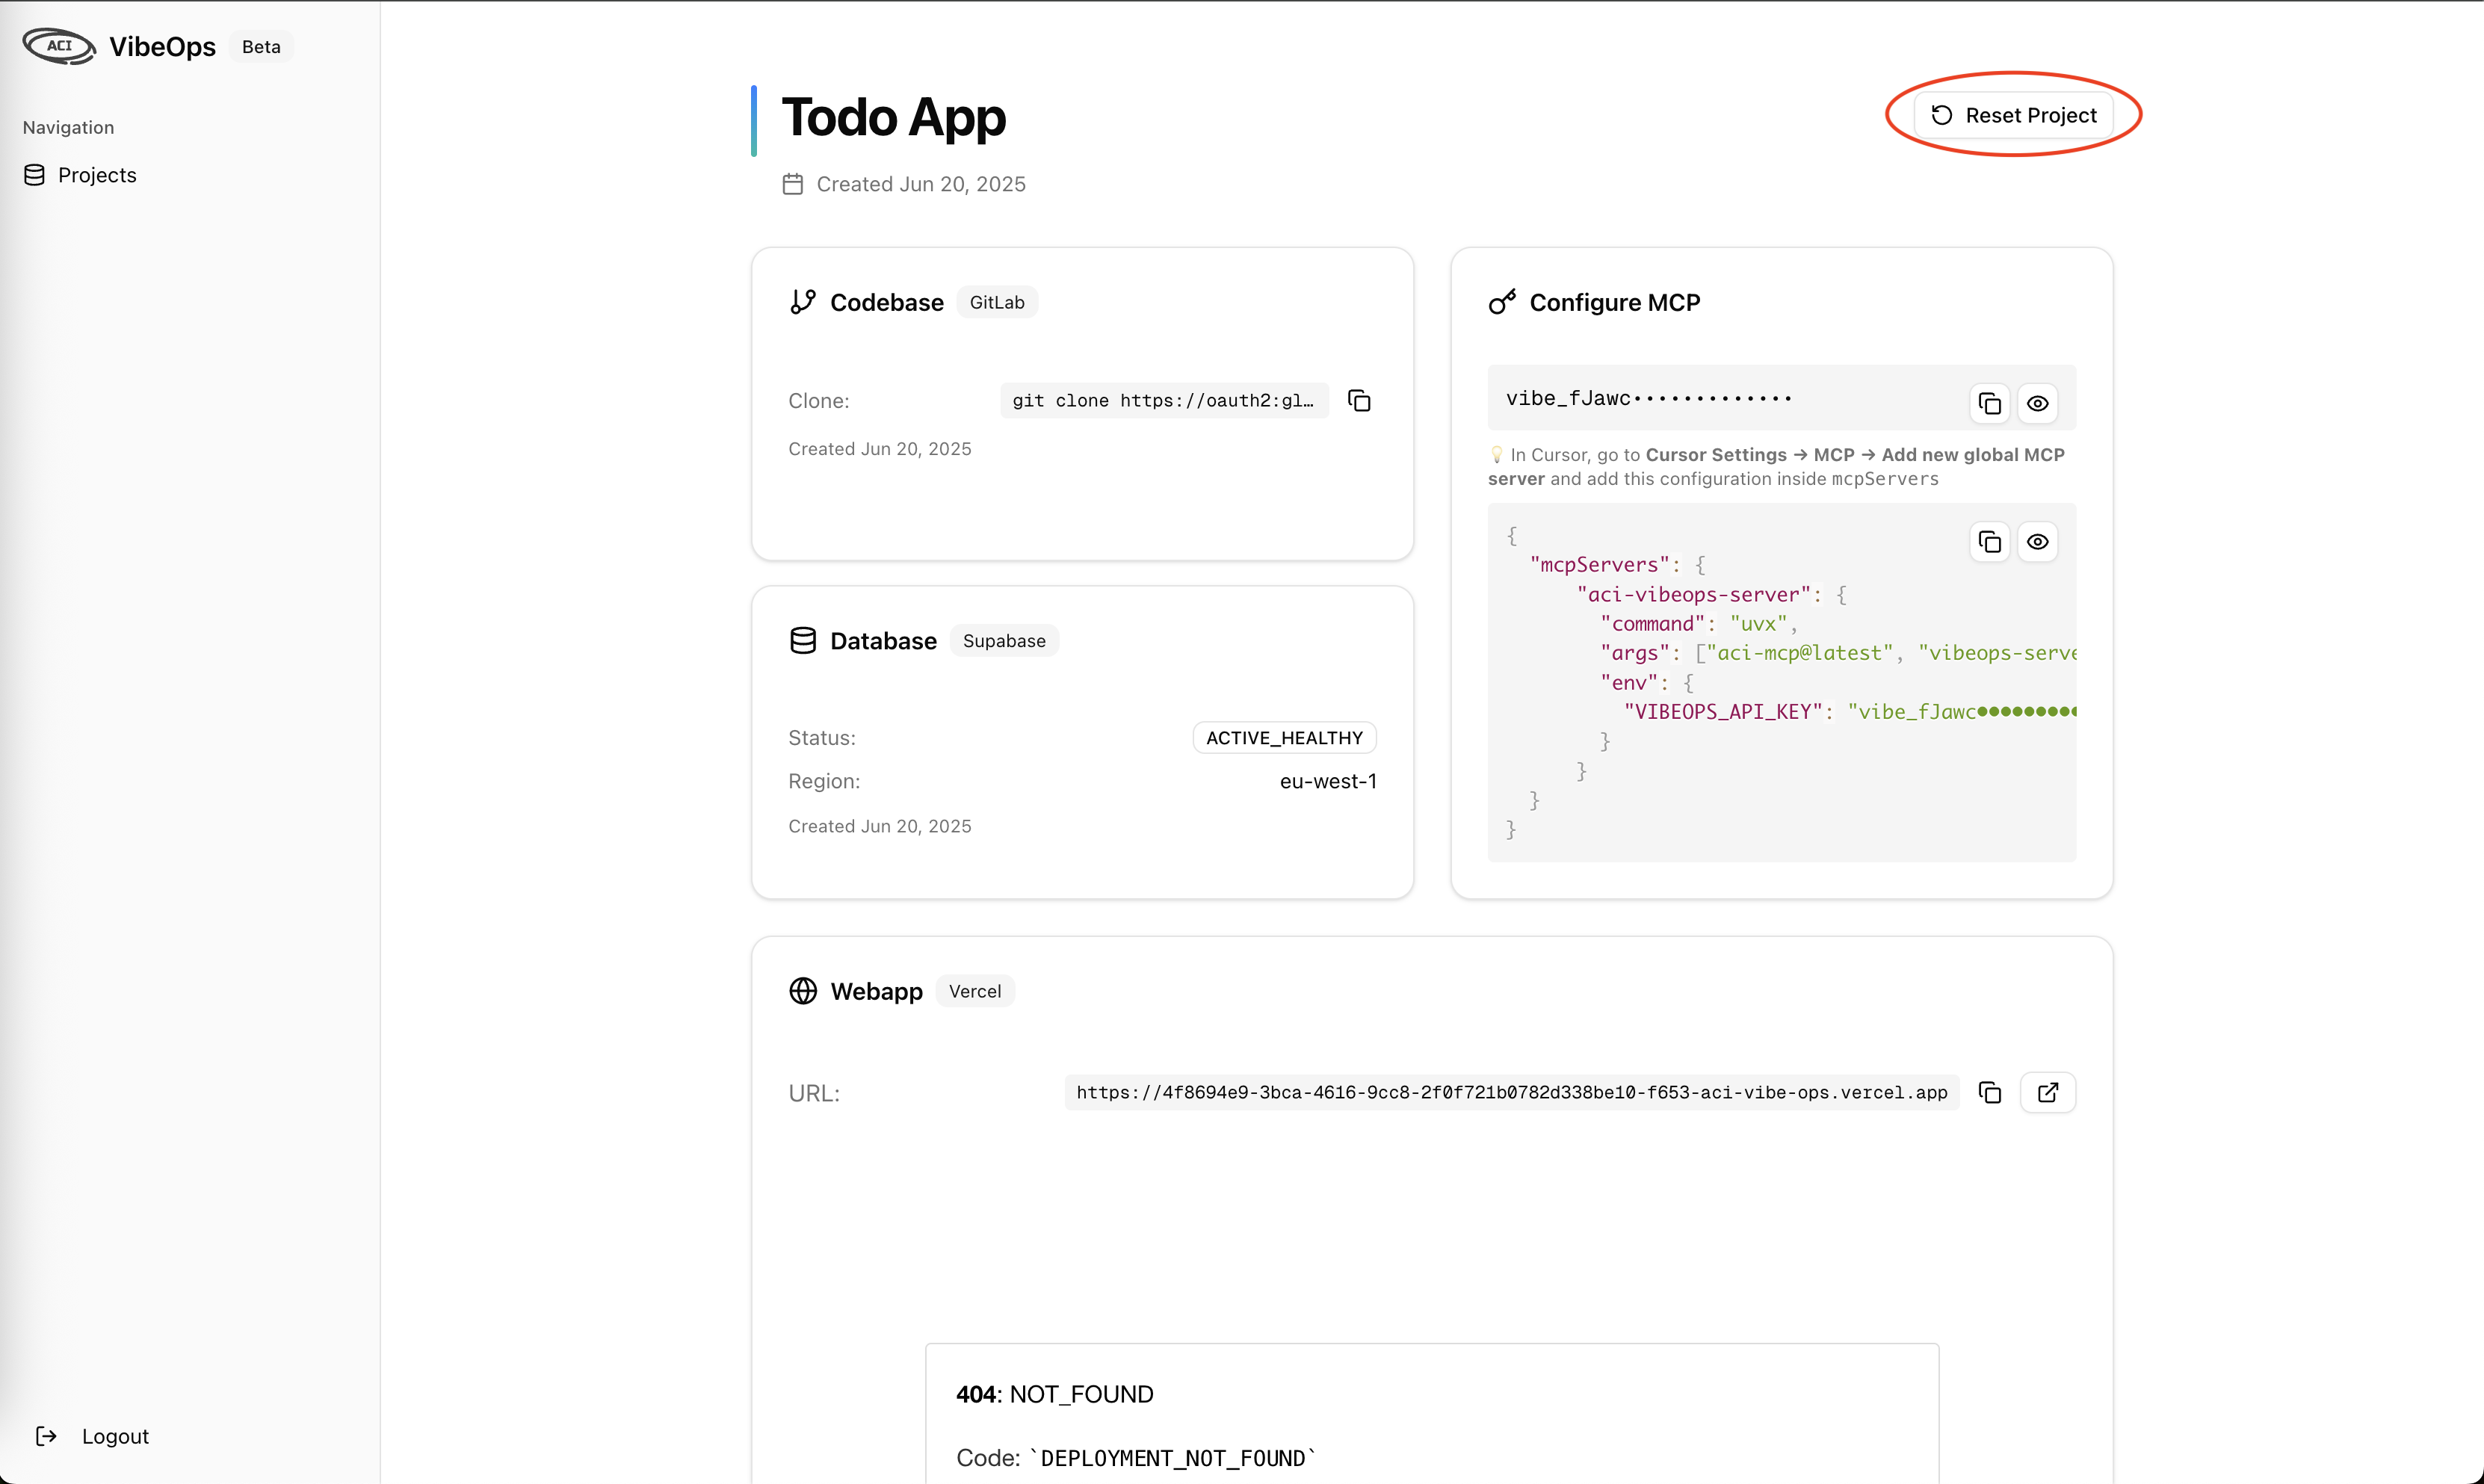 ACI VibeOps Beta
Navigation
Projects
Logout
Todo App
Created Jun 20, 2025
Reset Project
Codebase GitLab
Clone: git clone https://oauth2:gl…
Created Jun 20, 2025
Database Supabase
Status: ACTIVE_HEALTHY
Region: eu-west-1
Created Jun 20, 2025
Configure MCP
vibe_fJawc•••••••••••••
💡 In Cursor, go to Cursor Settings → MCP → Add new global MCP
server and add this configuration inside mcpServers
{
"mcpServers": {
"aci-vibeops-server": {
"command": "uvx",
"args": ["aci-mcp@latest", "vibeops-serve
"env": {
"VIBEOPS_API_KEY": "vibe_fJawc●●●●●●●●●
}
}
}
}
Webapp Vercel
URL: https://4f8694e9-3bca-4616-9cc8-2f0f721b0782d338be10-f653-aci-vibe-ops.vercel.app
404: NOT_FOUND
Code: `DEPLOYMENT_NOT_FOUND`